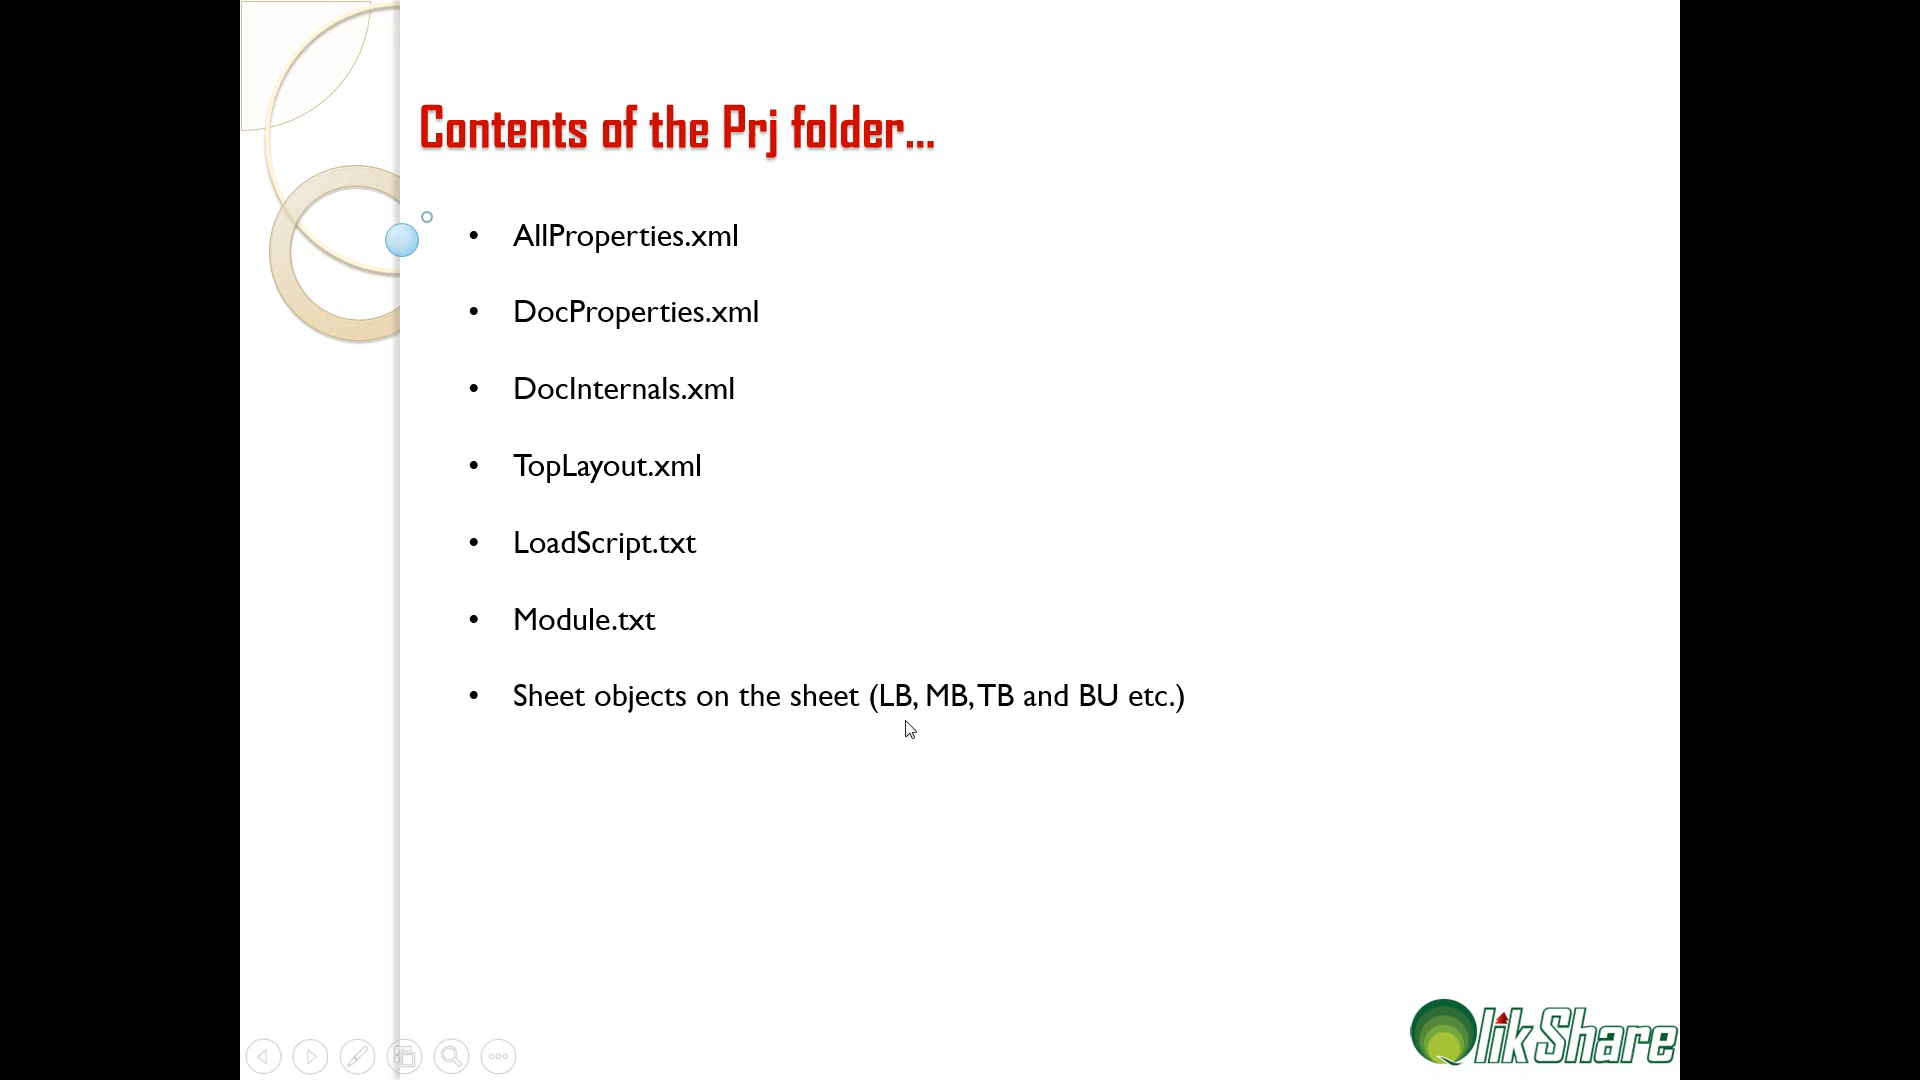 Contents of the Prj folder...
• AllProperties.xml
• DocProperties.xml
• DocInternals.xml
• TopLayout.xml
• LoadScript.txt
• Module.txt
• Sheet objects on the sheet (LB, MB, TB and BU etc.)
QlikShare